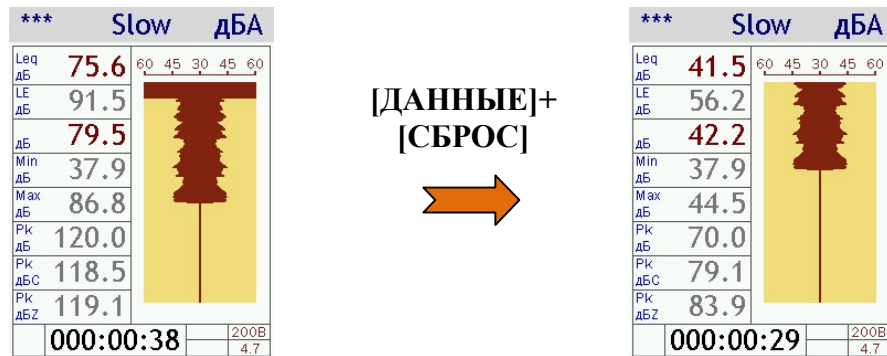 *** Slow дБА
Leq дБ 75.6 60 45 30 45 60
LE дБ 91.5
дБ 79.5
Min дБ 37.9
Max дБ 86.8
Pk дБ 120.0
Pk дБC 118.5
Pk дБZ 119.1
000:00:38 200В
4.7
[ДАННЫЕ]+
[СБРОС]
*** Slow дБА
Leq дБ 41.5 60 45 30 45 60
LE дБ 56.2
дБ 42.2
Min дБ 37.9
Max дБ 44.5
Pk дБ 70.0
Pk дБC 79.1
Pk дБZ 83.9
000:00:29 200В
4.7